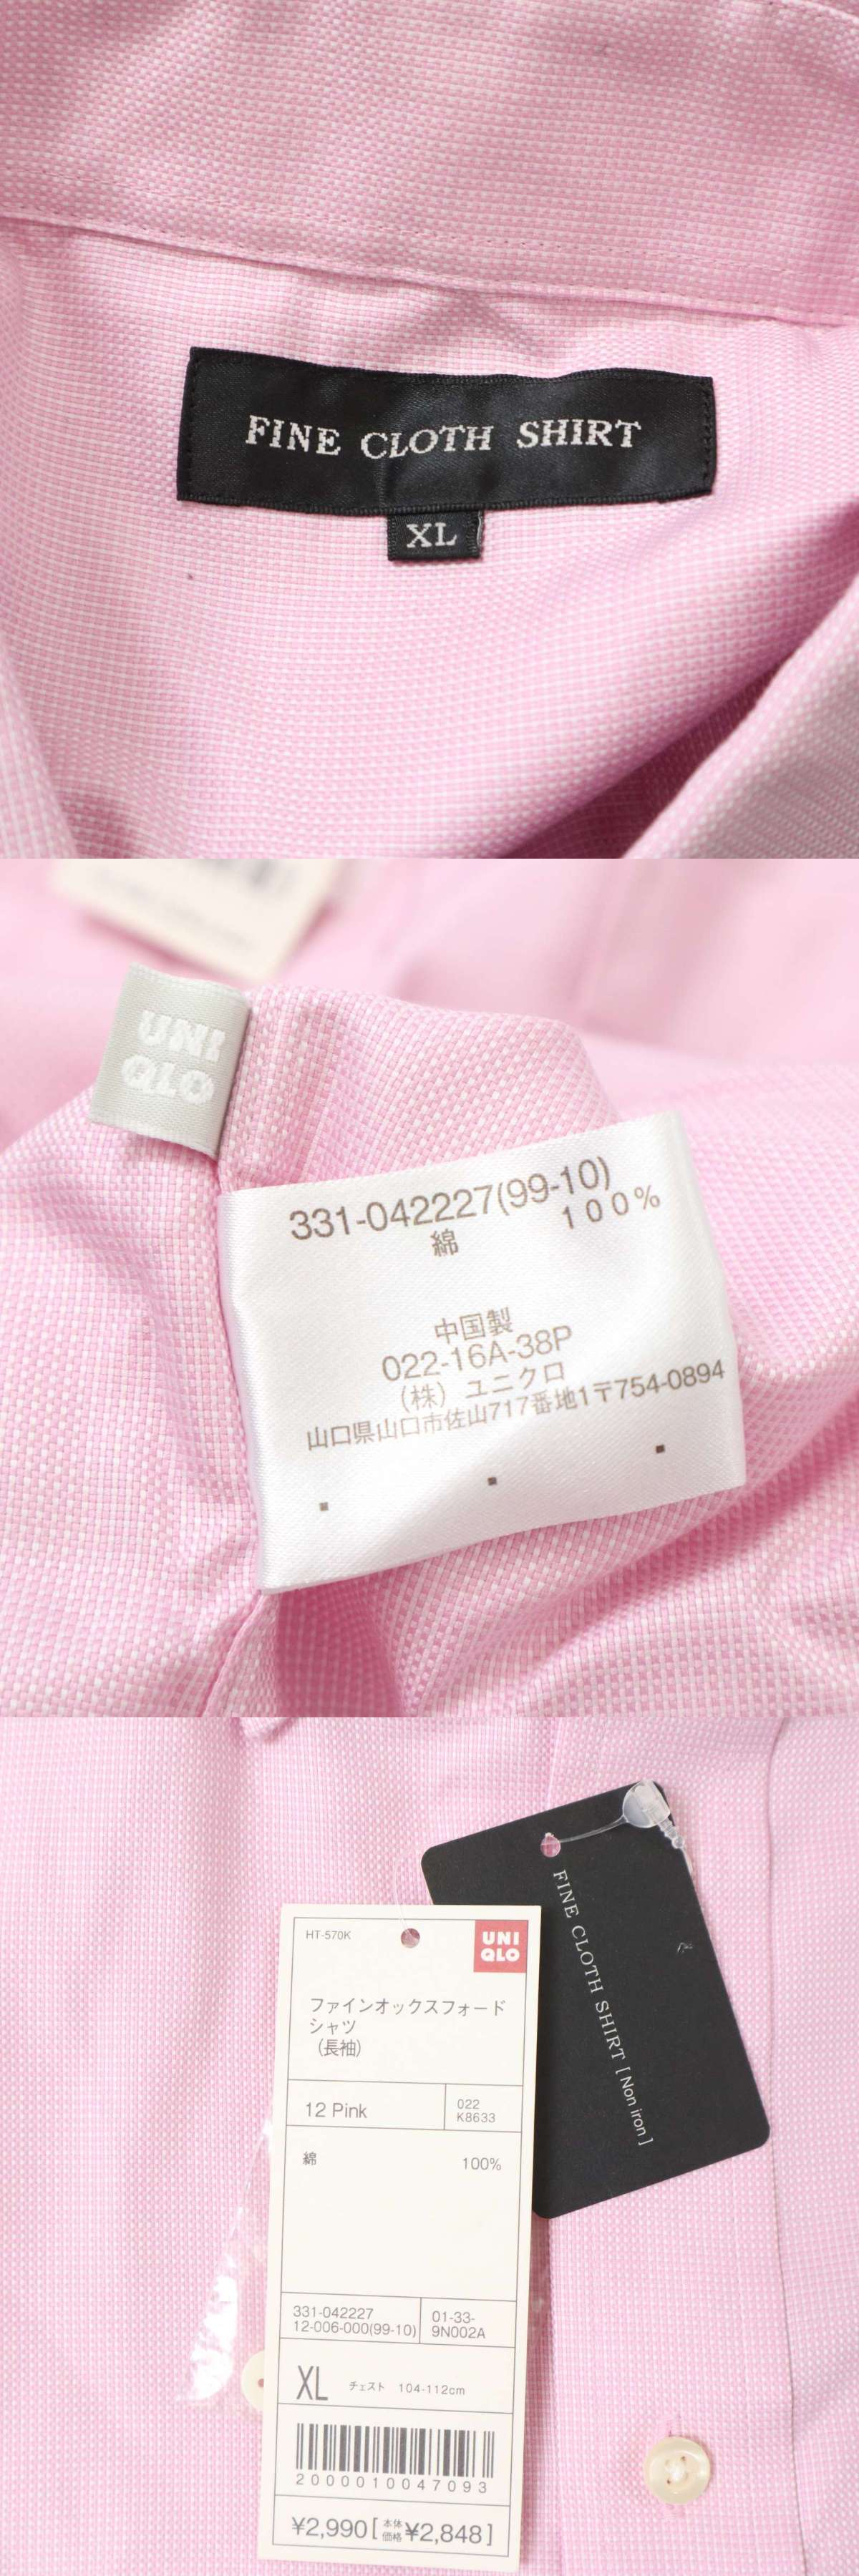 FINE CLOTH SHIRT
XL
UNI
QLO
331-042227(99-10)
綿 100%
中国製
022-16A-38P
(株) ユニクロ
山口県山口市佐山717番地1〒754-0894
FINE CLOTH SHIRT [Non iron]
HT-570K
UNI
QLO
ファインオックスフォード
シャツ
(長袖)
12 Pink
022
K8633
綿 100%
331-042227
12-006-000(99-10)
01-33-
9N002A
XL チェスト 104-112cm
2000010047093
¥2,990[本体価格¥2,848]